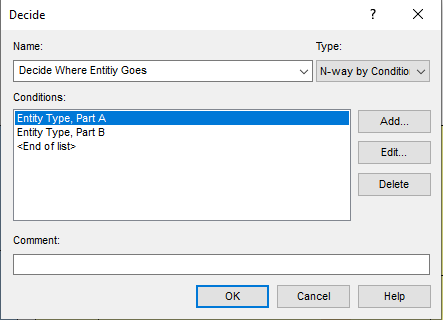 Decide
? ×
Name:
Type:
Decide Where Entitiy Goes
N-way by Conditio
Conditions:
Entity Type, Part A
Entity Type, Part B
<End of list>
Add...
Edit...
Delete
Comment:
OK
Cancel
Help